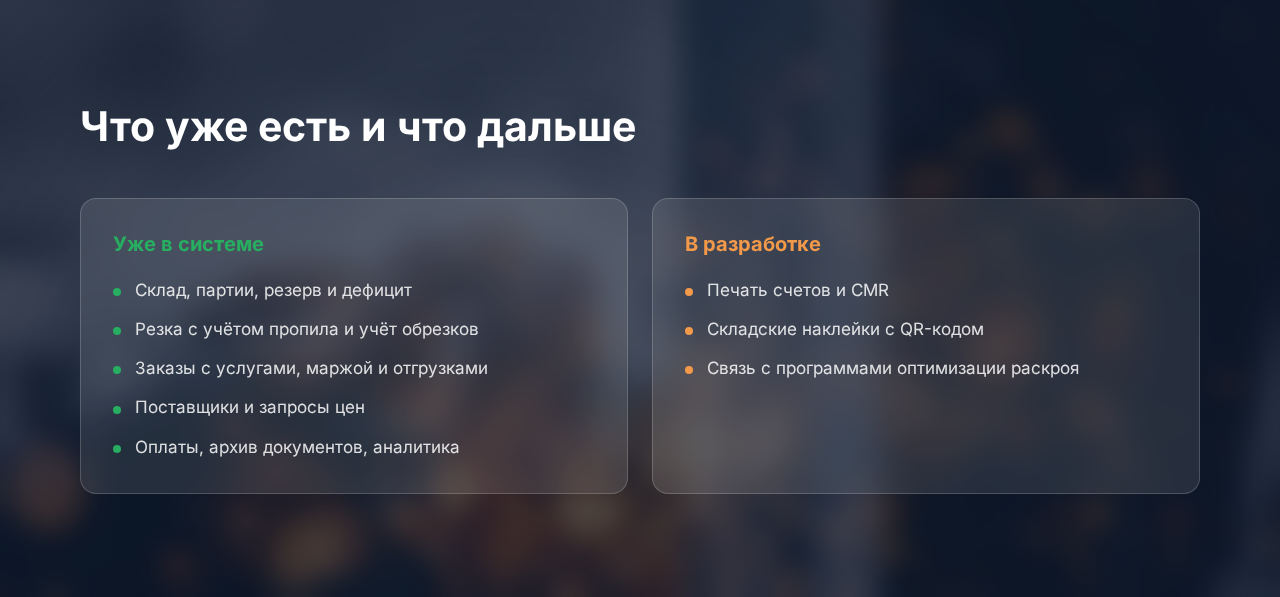 Что уже есть и что дальше
Уже в системе
Склад, партии, резерв и дефицит
Резка с учётом пропила и учёт обрезков
Заказы с услугами, маржой и отгрузками
Поставщики и запросы цен
Оплаты, архив документов, аналитика
В разработке
Печать счетов и CMR
Складские наклейки с QR-кодом
Связь с программами оптимизации раскроя